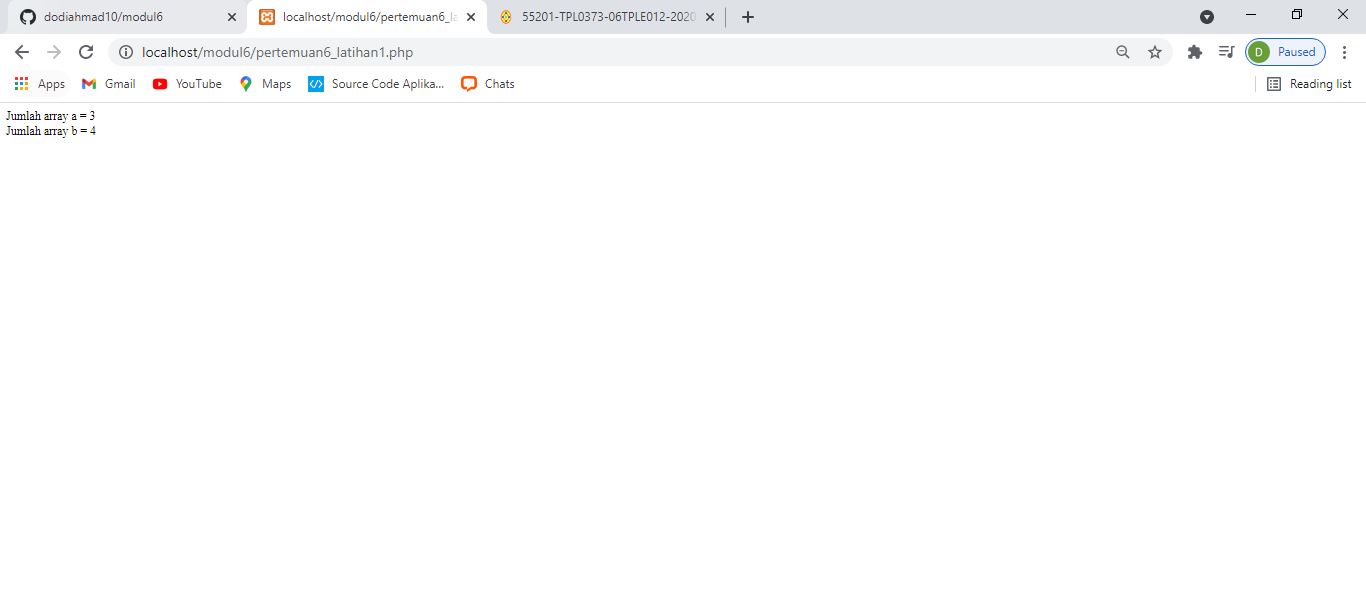 dodiahmad10/modul6
localhost/modul6/pertemuan6_la
55201-TPL0373-06TPLE012-2020
localhost/modul6/pertemuan6_latihan1.php
D Paused
Apps Gmail YouTube Maps Source Code Aplika... Chats Reading list
Jumlah array a = 3
Jumlah array b = 4